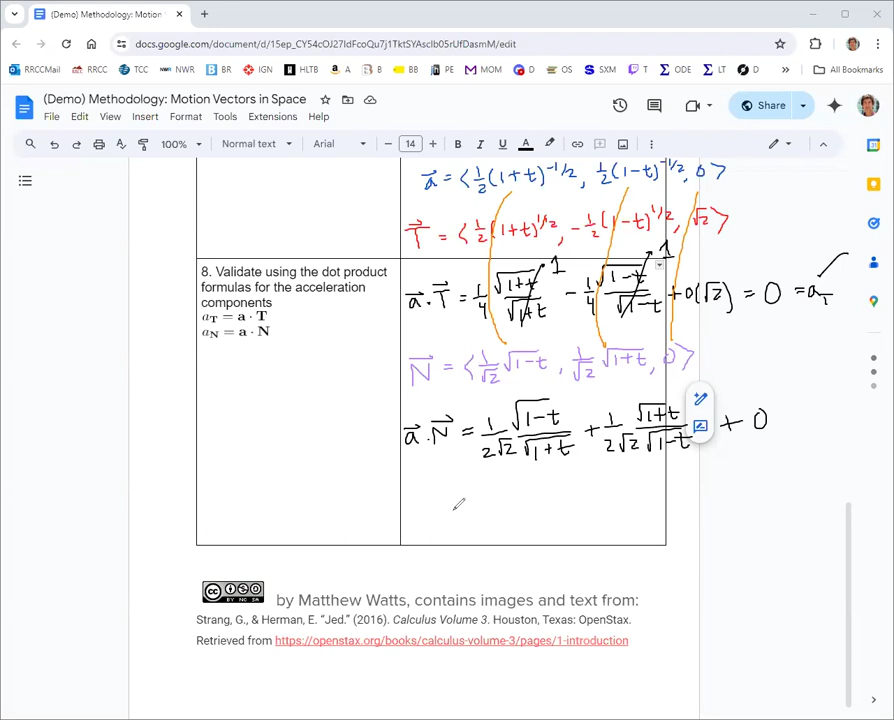 (Demo) Methodology: Motion
docs.google.com/document/d/15ep_CY54cOJ27IdFcoQu7j1TktSYAsclb05rUfDasmM/edit
RRCCMail RRCC TCC NWR BR IGN HLTB A B BB PE MOM D OS SXM T ODE LT D All Bookmarks
(Demo) Methodology: Motion Vectors in Space
Share
File Edit View Insert Format Tools Extensions Help
100% Normal text Arial 14 B I U A
a⃗ = ⟨1/2(1+t)^-1/2, 1/2(1-t)^-1/2, 0⟩
T⃗ = ⟨1/2(1+t)^1/2, -1/2(1-t)^1/2, √2⟩
8. Validate using the dot product
formulas for the acceleration
components
a_T = a · T
a_N = a · N
a⃗ · T⃗ = 1/4 √1+t/√1+t 1 - 1/4 √1-t/√1-t 1 + 0(√2) = 0 = a_T ✓
N⃗ = ⟨1/√2 √1-t, 1/√2 √1+t, 0⟩
a⃗ · N⃗ = 1/2√2 √1-t/√1+t + 1/2√2 √1+t/√1-t + 0
CC BY NC SA by Matthew Watts, contains images and text from:
Strang, G., & Herman, E. “Jed.” (2016). Calculus Volume 3. Houston, Texas: OpenStax.
Retrieved from https://openstax.org/books/calculus-volume-3/pages/1-introduction